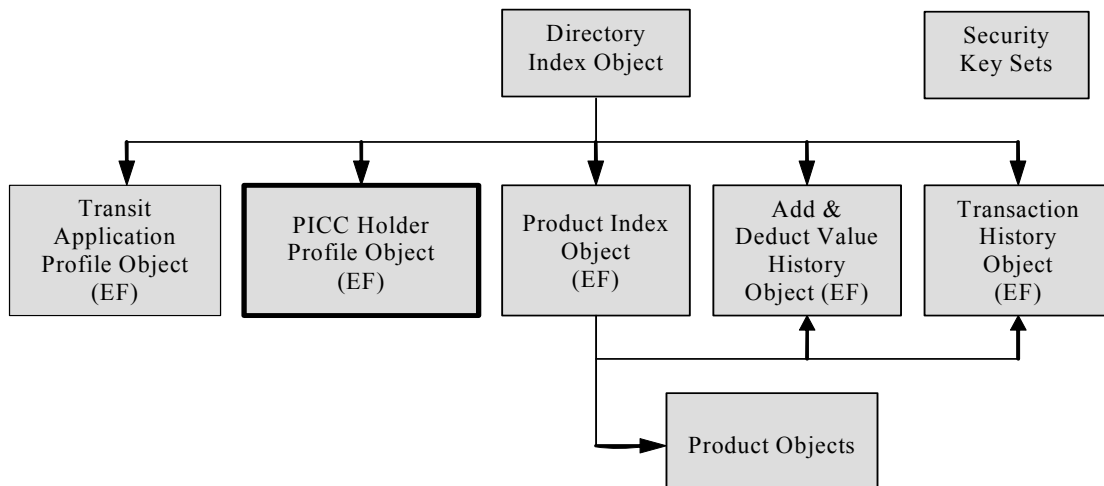 Directory
Index Object
Security
Key Sets
Transit
Application
Profile Object
(EF)
PICC Holder
Profile Object
(EF)
Product Index
Object
(EF)
Add &
Deduct Value
History
Object (EF)
Transaction
History
Object
(EF)
Product Objects